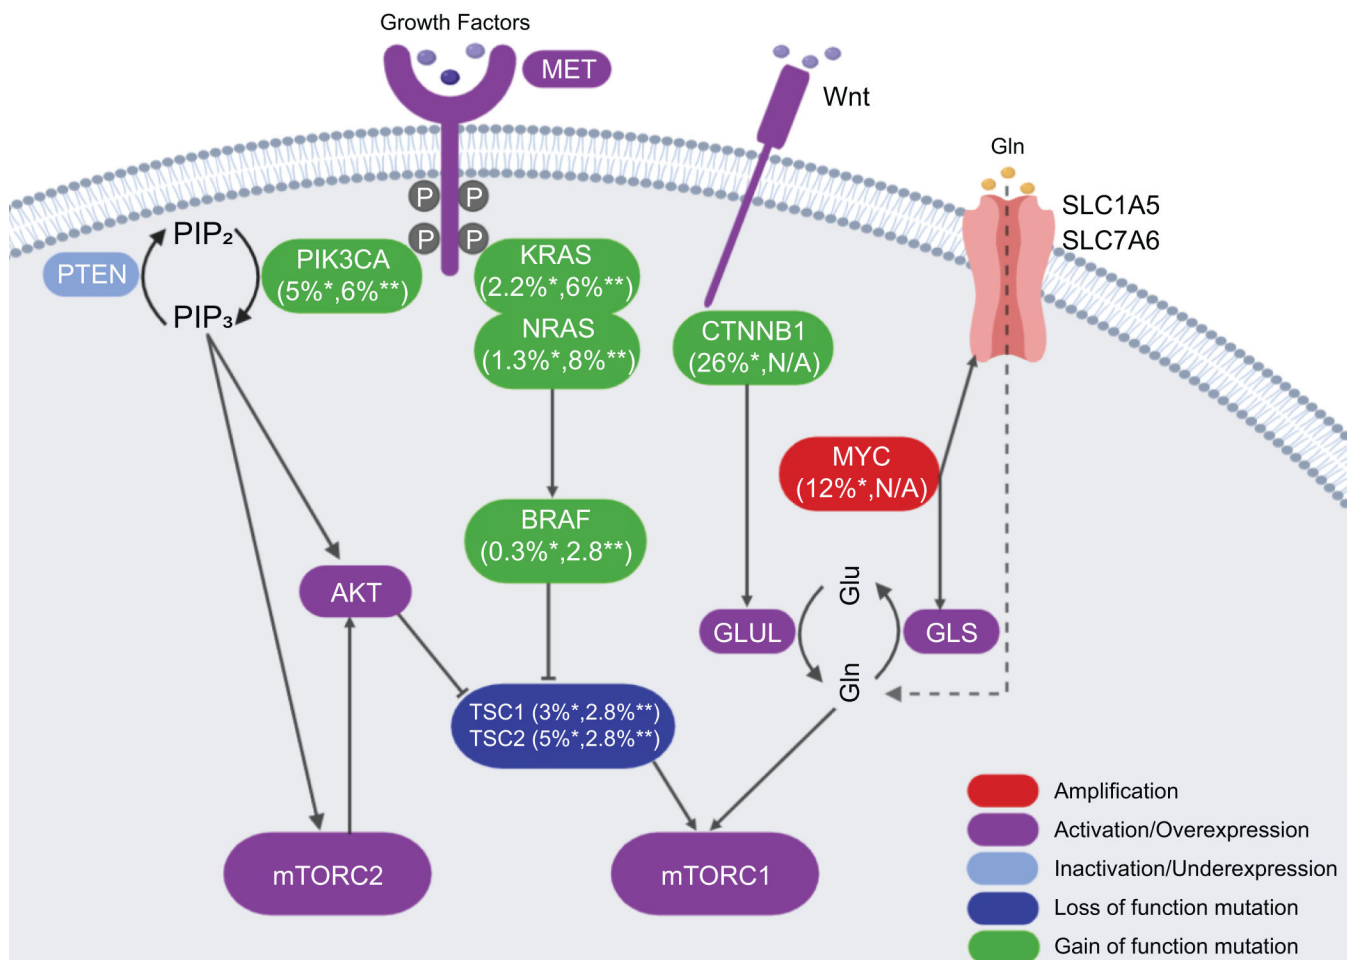 Growth Factors
MET
Wnt
Gln
SLC1A5
SLC7A6
P P
P P
PTEN
PIP₂
PIP₃
PIK3CA
(5%*,6%**)
KRAS
(2.2%*,6%**)
NRAS
(1.3%*,8%**)
CTNNB1
(26%*,N/A)
MYC
(12%*,N/A)
BRAF
(0.3%*,2.8**)
AKT
GLUL
Glu
Gln
GLS
TSC1 (3%*,2.8%**)
TSC2 (5%*,2.8%**)
mTORC2
mTORC1
Amplification
Activation/Overexpression
Inactivation/Underexpression
Loss of function mutation
Gain of function mutation